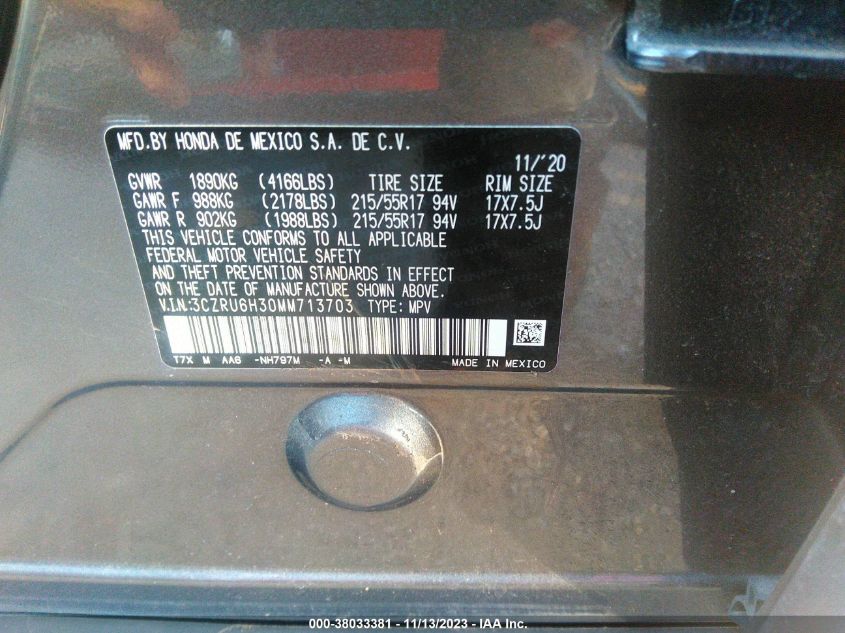 MFD.BY HONDA DE MEXICO S.A. DE C.V.
11/'20
GVWR 1890KG (4166LBS) TIRE SIZE RIM SIZE
GAWR F 988KG (2178LBS) 215/55R17 94V 17X7.5J
GAWR R 902KG (1988LBS) 215/55R17 94V 17X7.5J
THIS VEHICLE CONFORMS TO ALL APPLICABLE
FEDERAL MOTOR VEHICLE SAFETY
AND THEFT PREVENTION STANDARDS IN EFFECT
ON THE DATE OF MANUFACTURE SHOWN ABOVE.
V.I.N:3CZRU6H30MM713703 TYPE: MPV
T7X M AA6 -NH797M -A -M MADE IN MEXICO
000-38033381 - 11/13/2023 - IAA Inc.